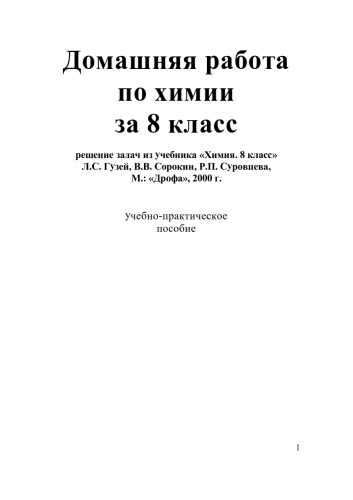 Домашняя работа
по химии
за 8 класс
решение задач из учебника «Химия. 8 класс»
Л.С. Гузей, В.В. Сорокин, Р.П. Суровцева,
М.: «Дрофа», 2000 г.
Учебно-практическое
пособие
1